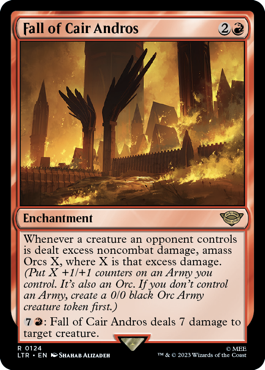 Fall of Cair Andros 2
Enchantment
Whenever a creature an opponent controls
is dealt excess noncombat damage, amass
Orcs X, where X is that excess damage.
(Put X +1/+1 counters on an Army you
control. It's also an Orc. If you don't control
an Army, create a 0/0 black Orc Army
creature token first.)
7 : Fall of Cair Andros deals 7 damage to
target creature.
R 0124 © MEE
LTR • EN SHAHAB ALIZADEH ™ & © 2023 Wizards of the Coast